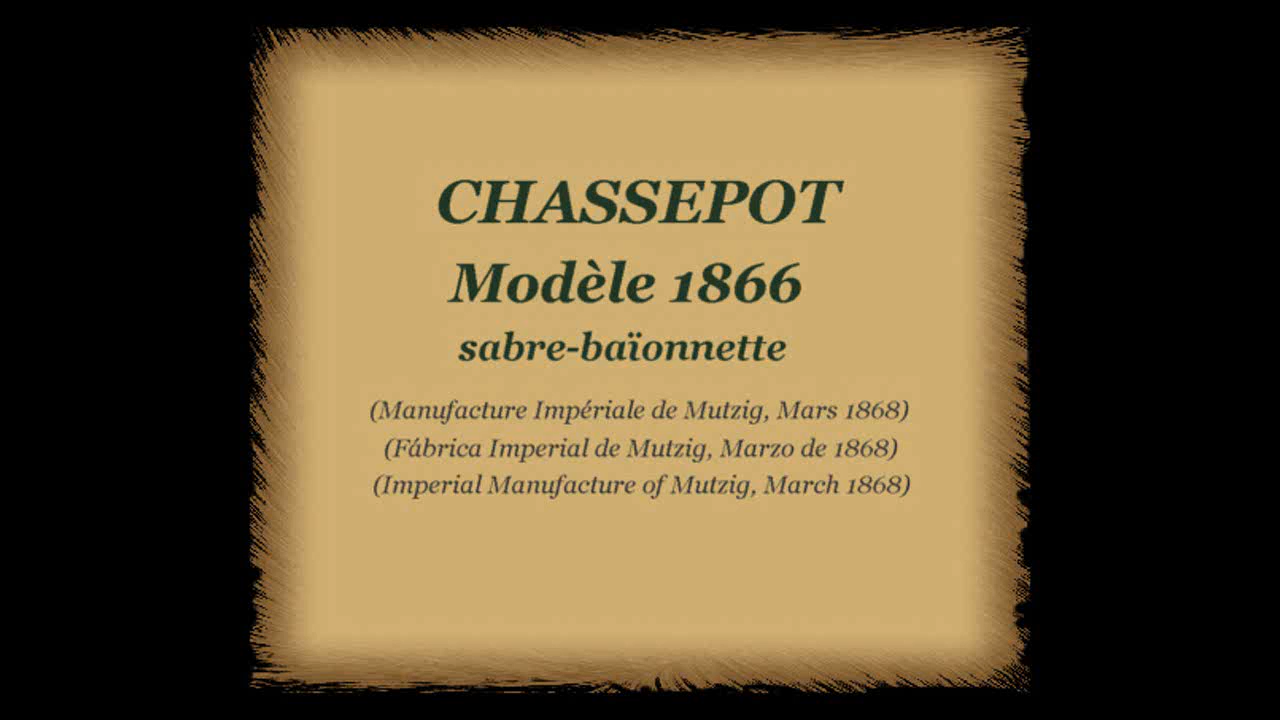 CHASSEPOT
Modèle 1866
sabre-baïonnette
(Manufacture Impériale de Mutzig, Mars 1868)
(Fábrica Imperial de Mutzig, Marzo de 1868)
(Imperial Manufacture of Mutzig, March 1868)